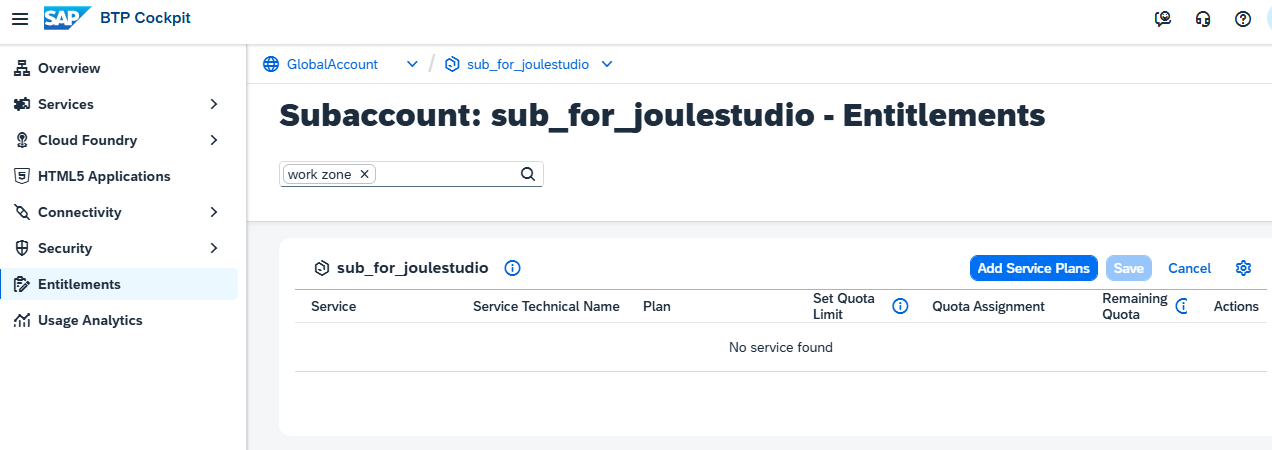 SAP BTP Cockpit
Overview
Services
Cloud Foundry
HTML5 Applications
Connectivity
Security
Entitlements
Usage Analytics
GlobalAccount / sub_for_joulestudio
Subaccount: sub_for_joulestudio - Entitlements
work zone
sub_for_joulestudio
Add Service Plans Save Cancel
Service Service Technical Name Plan Set Quota Limit Quota Assignment Remaining Quota Actions
No service found